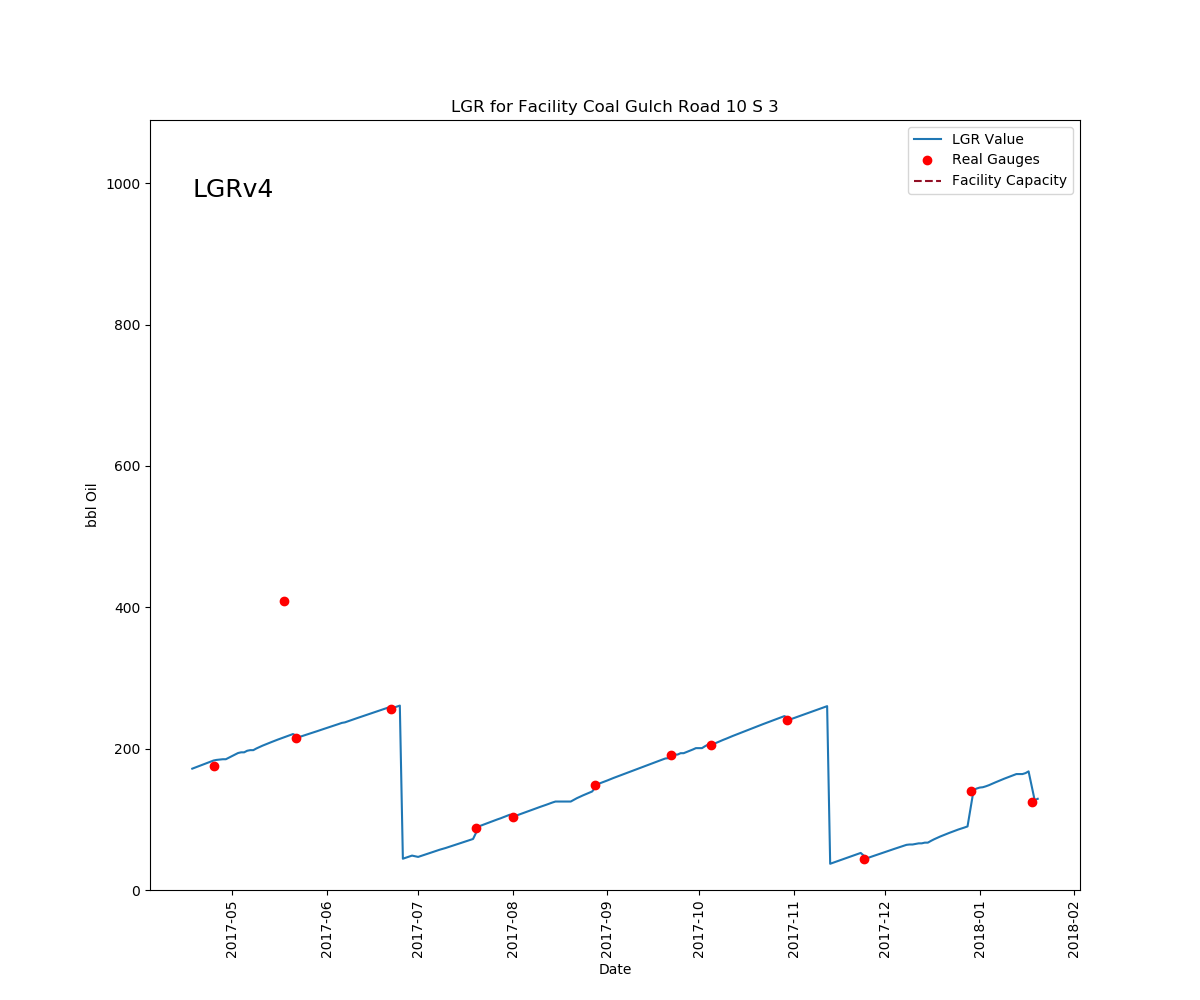 LGR for Facility Coal Gulch Road 10 S 3
LGRv4
LGR Value
Real Gauges
Facility Capacity
bbl Oil
1000
800
600
400
200
0
2017-05
2017-06
2017-07
2017-08
2017-09
2017-10
2017-11
2017-12
2018-01
2018-02
Date